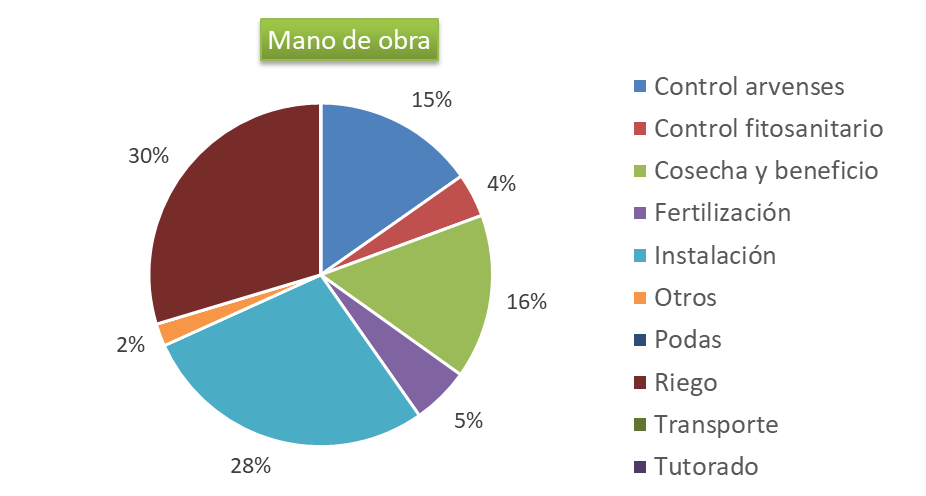 Mano de obra
15%
4%
16%
5%
28%
2%
30%
Control arvenses
Control fitosanitario
Cosecha y beneficio
Fertilización
Instalación
Otros
Podas
Riego
Transporte
Tutorado